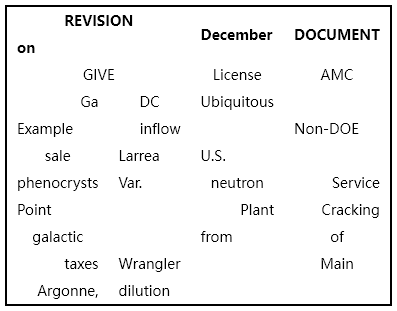 REVISION on December DOCUMENT
GIVE License AMC
Ga DC Ubiquitous
Example inflow Non-DOE
sale Larrea U.S.
phenocrysts Var. neutron Service
Point Plant Cracking
galactic from of
taxes Wrangler Main
Argonne, dilution